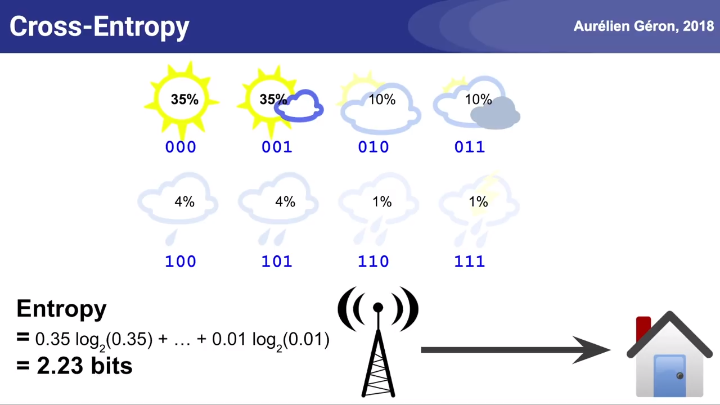 Cross-Entropy
Aurélien Géron, 2018
35% 35% 10% 10%
000 001 010 011
4% 4% 1% 1%
100 101 110 111
Entropy
= 0.35 log₂(0.35) + … + 0.01 log₂(0.01)
= 2.23 bits